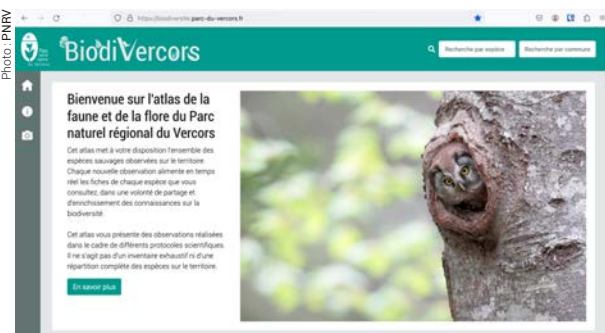 Photo : PNRV
https://biodiversite.parc-du-vercors.fr
BiodiVercors
Recherche par espèce
Recherche par commune
Bienvenue sur l'atlas de la
faune et de la flore du Parc
naturel régional du Vercors
Cet atlas met à votre disposition l'ensemble des
espèces sauvages observées sur le territoire.
Chaque nouvelle observation alimente en temps
réel les fiches de chaque espèce que vous
consultez, dans une volonté de partage et
d'enrichissement des connaissances sur la
biodiversité.
Cet atlas vous présente des observations réalisées
dans le cadre de différents protocoles scientifiques.
Il ne s'agit pas d'un inventaire exhaustif ni d'une
répartition complète des espèces sur le territoire.
En savoir plus